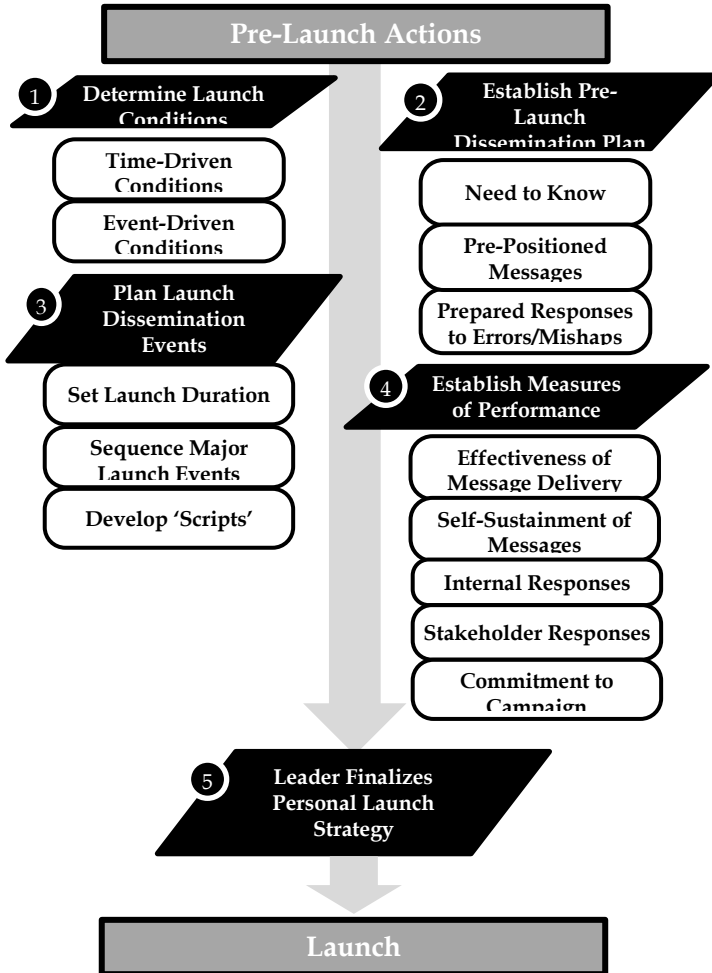 Pre-Launch Actions
1
Determine Launch
Conditions
Time-Driven
Conditions
Event-Driven
Conditions
2
Establish Pre-
Launch
Dissemination Plan
Need to Know
Pre-Positioned
Messages
Prepared Responses
to Errors/Mishaps
3
Plan Launch
Dissemination
Events
Set Launch Duration
Sequence Major
Launch Events
Develop ‘Scripts’
4
Establish Measures
of Performance
Effectiveness of
Message Delivery
Self-Sustainment of
Messages
Internal Responses
Stakeholder Responses
Commitment to
Campaign
5
Leader Finalizes
Personal Launch
Strategy
Launch